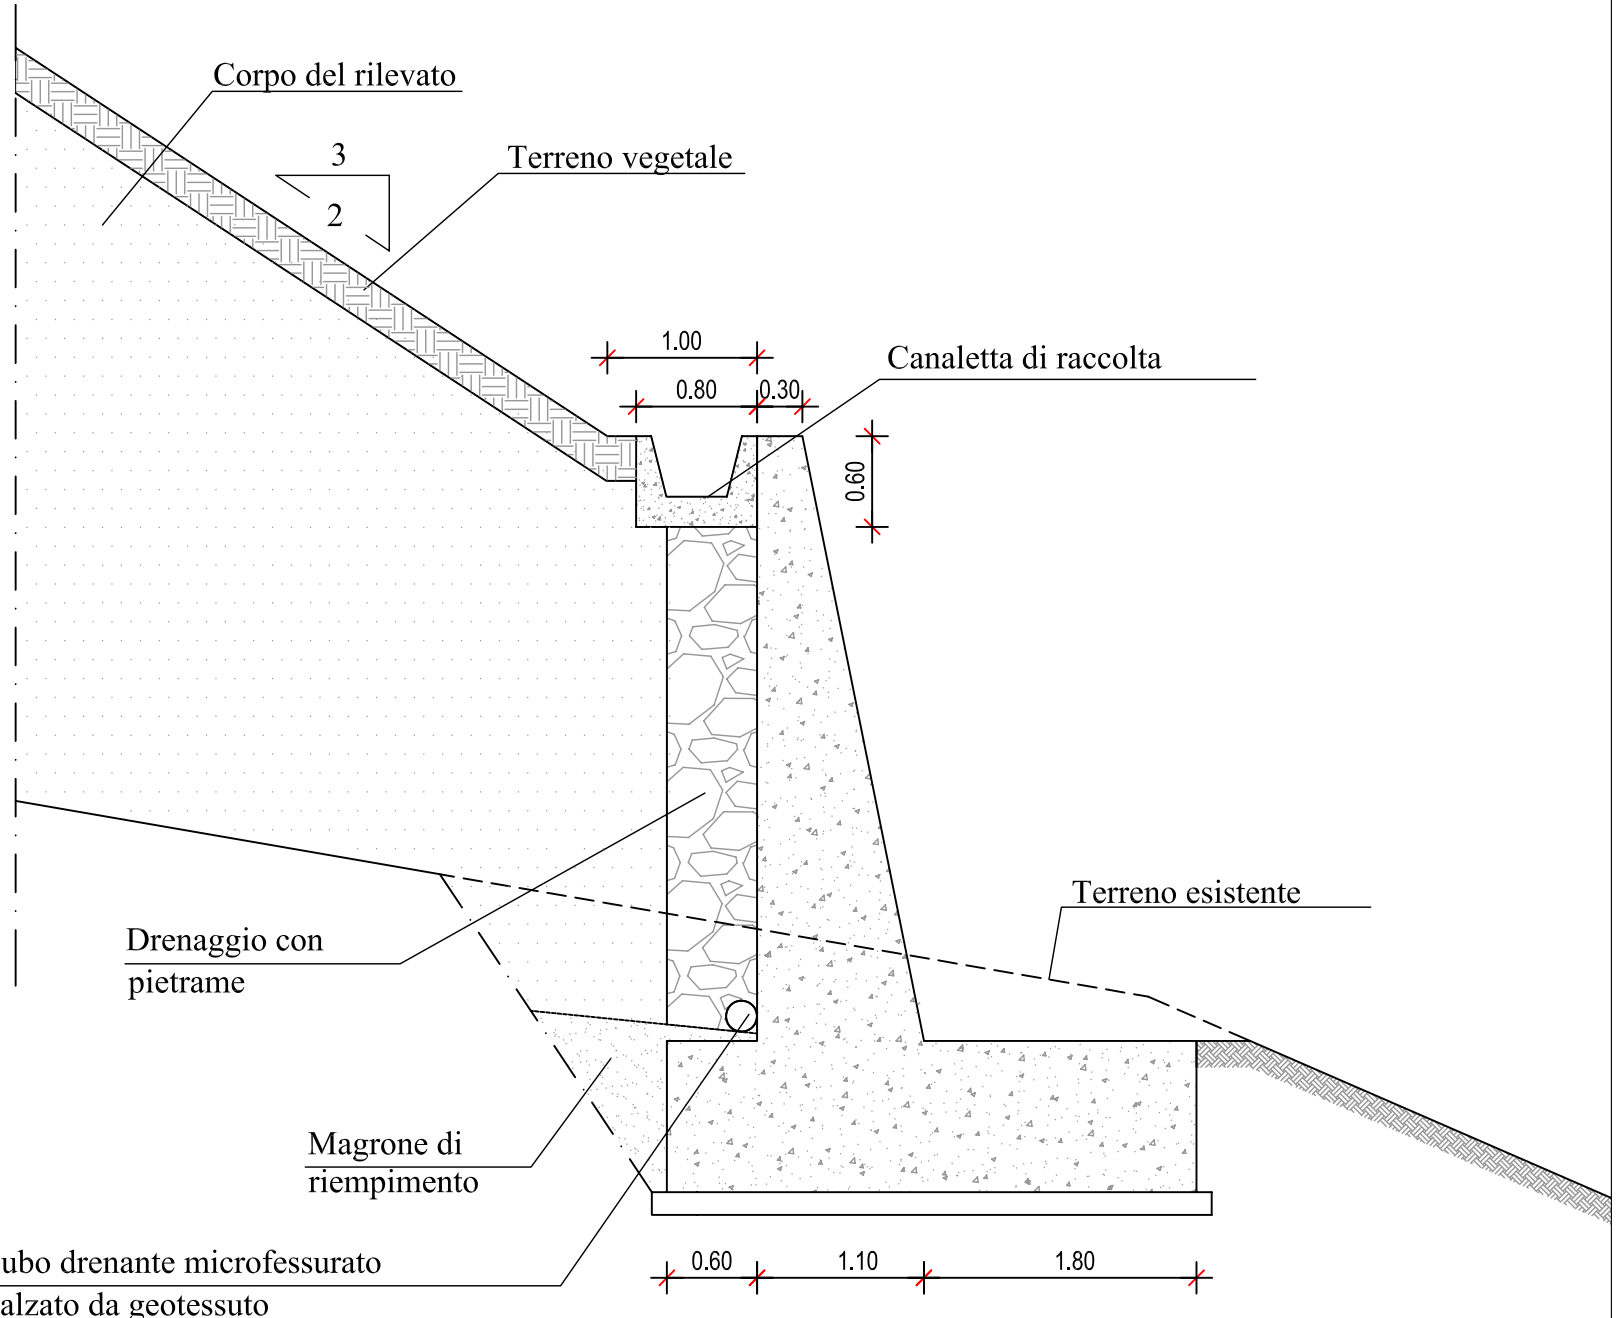 Corpo del rilevato
3
2
Terreno vegetale
1.00
0.80
0.30
Canaletta di raccolta
0.60
Terreno esistente
Drenaggio con
pietrame
Magrone di
riempimento
ubo drenante microfessurato
alzato da geotessuto
0.60
1.10
1.80